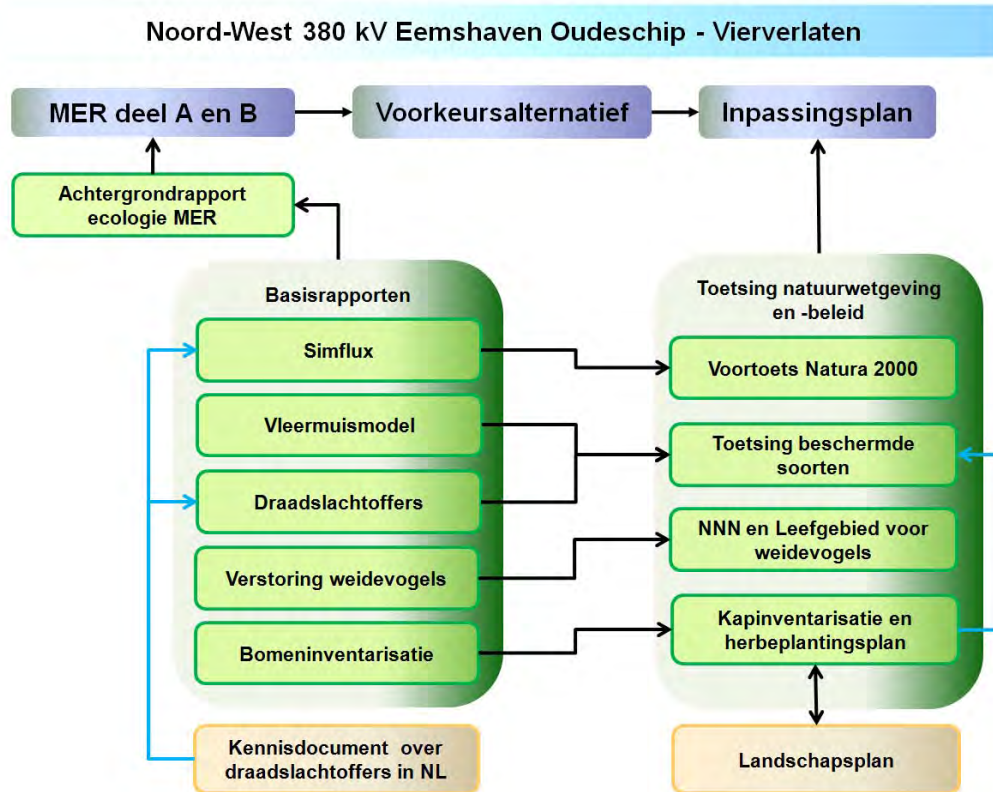 Noord-West 380 kV Eemshaven Oudeschip - Vierverlaten
MER deel A en B
Voorkeursalternatief
Inpassingsplan
Achtergrondrapport
ecologie MER
Basisrapporten
Simflux
Vleermuismodel
Draadslachtoffers
Verstoring weidevogels
Bomeninventarisatie
Kennisdocument over
draadslachtoffers in NL
Toetsing natuurwetgeving
en -beleid
Voortoets Natura 2000
Toetsing beschermde
soorten
NNN en Leefgebied voor
weidevogels
Kapinventarisatie en
herbeplantingsplan
Landschapsplan